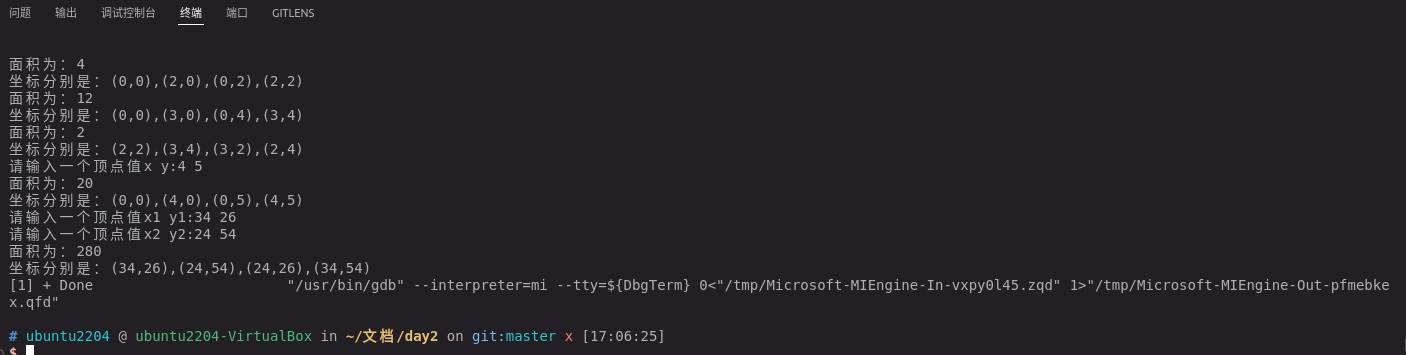 问题 输出 调试控制台 终端 端口 GITLENS
面积为：4
坐标分别是：(0,0),(2,0),(0,2),(2,2)
面积为：12
坐标分别是：(0,0),(3,0),(0,4),(3,4)
面积为：2
坐标分别是：(2,2),(3,4),(3,2),(2,4)
请输入一个顶点值x y:4 5
面积为：20
坐标分别是：(0,0),(4,0),(0,5),(4,5)
请输入一个顶点值x1 y1:34 26
请输入一个顶点值x2 y2:24 54
面积为：280
坐标分别是：(34,26),(24,54),(24,26),(34,54)
[1] + Done "/usr/bin/gdb" --interpreter=mi --tty=${DbgTerm} 0<"/tmp/Microsoft-MIEngine-In-vxpy0l45.zqd" 1>"/tmp/Microsoft-MIEngine-Out-pfmebke
x.qfd"
# ubuntu2204 @ ubuntu2204-VirtualBox in ~/文档/day2 on git:master x [17:06:25]
$